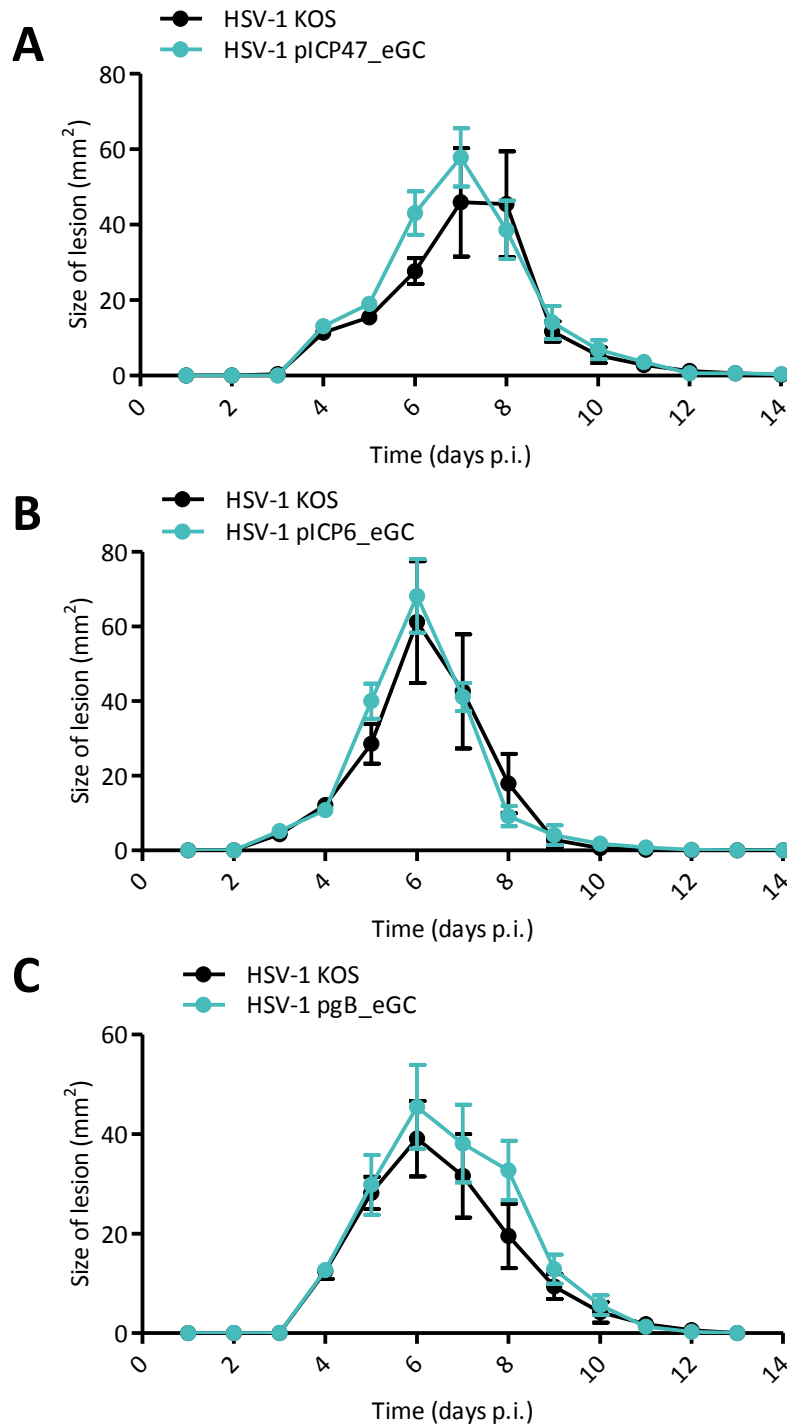 A
HSV-1 KOS
HSV-1 pICP47_eGC
80
60
40
20
0
Size of lesion (mm²)
0 2 4 6 8 10 12 14
Time (days p.i.)
B
HSV-1 KOS
HSV-1 pICP6_eGC
80
60
40
20
0
Size of lesion (mm²)
0 2 4 6 8 10 12 14
Time (days p.i.)
C
HSV-1 KOS
HSV-1 pgB_eGC
60
40
20
0
Size of lesion (mm²)
0 2 4 6 8 10 12 14
Time (days p.i.)